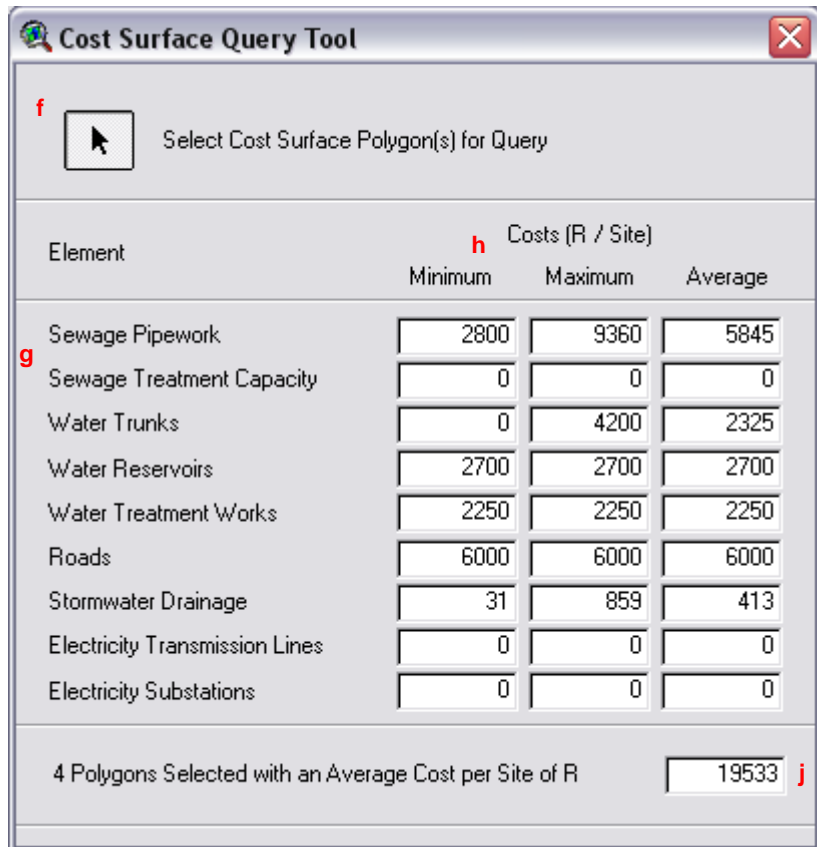 Cost Surface Query Tool
f
Select Cost Surface Polygon(s) for Query
Element
h
Costs (R / Site)
Minimum Maximum Average
g
Sewage Pipework 2800 9360 5845
Sewage Treatment Capacity 0 0 0
Water Trunks 0 4200 2325
Water Reservoirs 2700 2700 2700
Water Treatment Works 2250 2250 2250
Roads 6000 6000 6000
Stormwater Drainage 31 859 413
Electricity Transmission Lines 0 0 0
Electricity Substations 0 0 0
4 Polygons Selected with an Average Cost per Site of R 19533 j